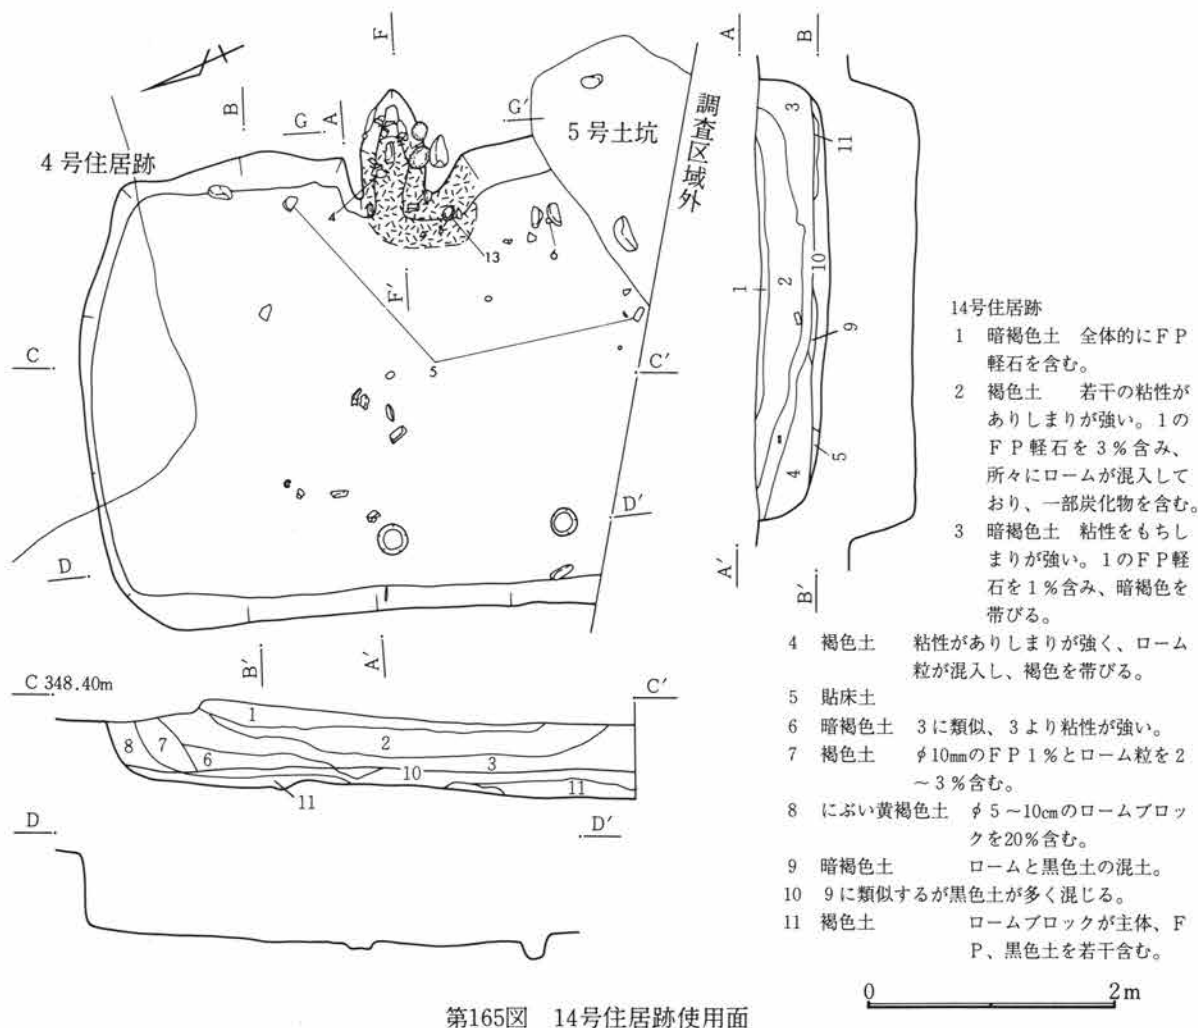 F
A
B
B
G
A
G'
5号土坑
調査区域外
4号住居跡
4
13
6
F'
5
C
C'
D
D'
B'
A'
A'
B'
3
11
1
2
10
9
4
5
14号住居跡
1 暗褐色土 全体的にFP
軽石を含む。
2 褐色土 若干の粘性が
ありしまりが強い。1の
FP軽石を3%含み、
所々にロームが混入して
おり、一部炭化物を含む。
3 暗褐色土 粘性をもちし
まりが強い。1のFP軽
石を1%含み、暗褐色を
帯びる。
4 褐色土 粘性がありしまりが強く、ローム
粒が混入し、褐色を帯びる。
5 貼床土
6 暗褐色土 3に類似、3より粘性が強い。
7 褐色土 φ10mmのFP1%とローム粒を2
~3%含む。
8 にぶい黄褐色土 φ5~10cmのロームブロッ
クを20%含む。
9 暗褐色土 ロームと黒色土の混土。
10 9に類似するが黒色土が多く混じる。
11 褐色土 ロームブロックが主体、F
P、黒色土を若干含む。
C 348.40m
C'
1
2
8 7
6
3
10
11
11
D
D'
0 2m
第165図 14号住居跡使用面